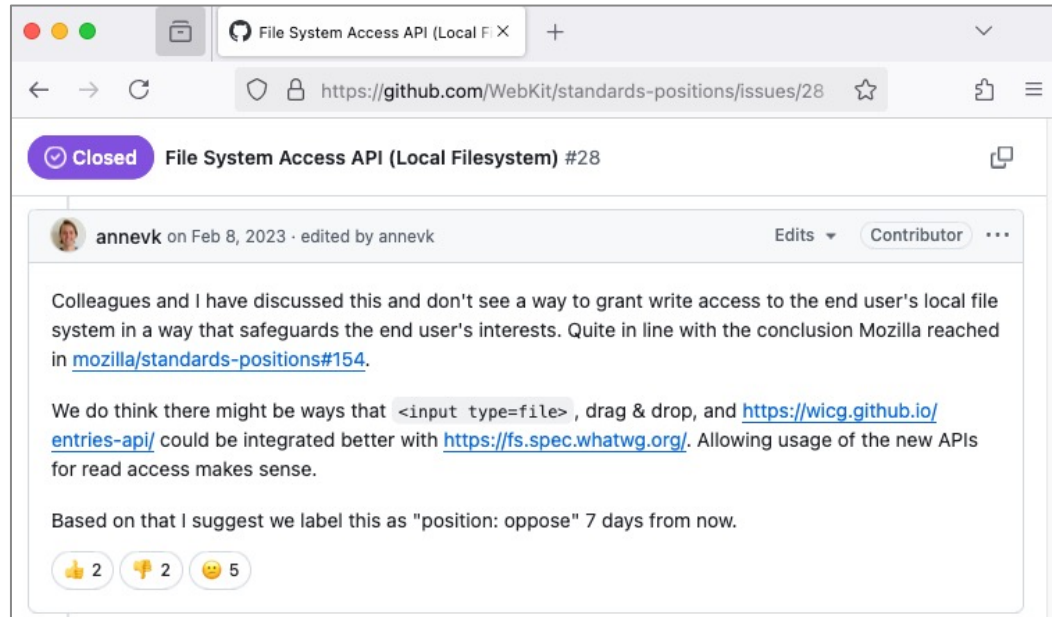 File System Access API (Local Fi
https://github.com/WebKit/standards-positions/issues/28
Closed File System Access API (Local Filesystem) #28
annevk on Feb 8, 2023 · edited by annevk Edits Contributor
Colleagues and I have discussed this and don't see a way to grant write access to the end user's local file
system in a way that safeguards the end user's interests. Quite in line with the conclusion Mozilla reached
in mozilla/standards-positions#154.
We do think there might be ways that <input type=file>, drag & drop, and https://wicg.github.io/
entries-api/ could be integrated better with https://fs.spec.whatwg.org/. Allowing usage of the new APIs
for read access makes sense.
Based on that I suggest we label this as "position: oppose" 7 days from now.
👍 2 👎 2 😕 5